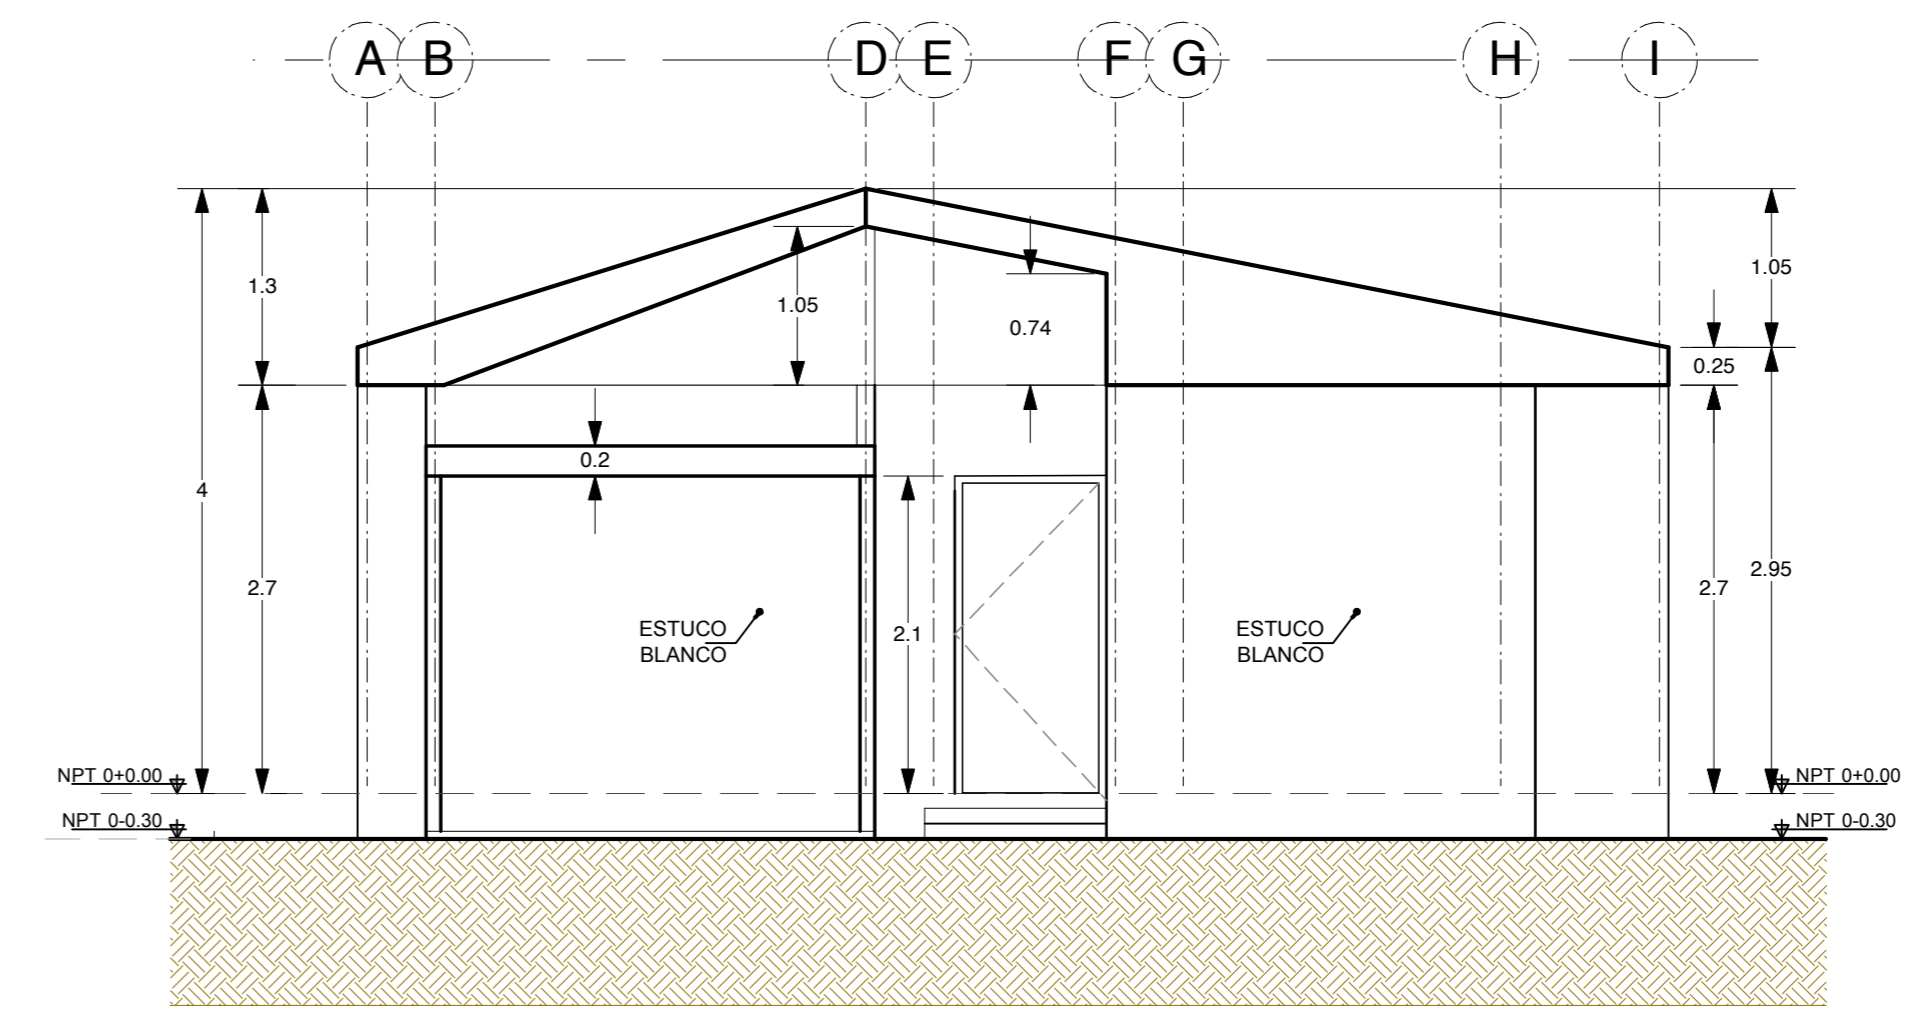 A B D E F G H I
1.3
1.05
1.05
0.74
0.25
0.2
4
2.7
2.1
2.7
2.95
ESTUCO
BLANCO
ESTUCO
BLANCO
NPT 0+0.00
NPT 0+0.00
NPT 0-0.30
NPT 0-0.30